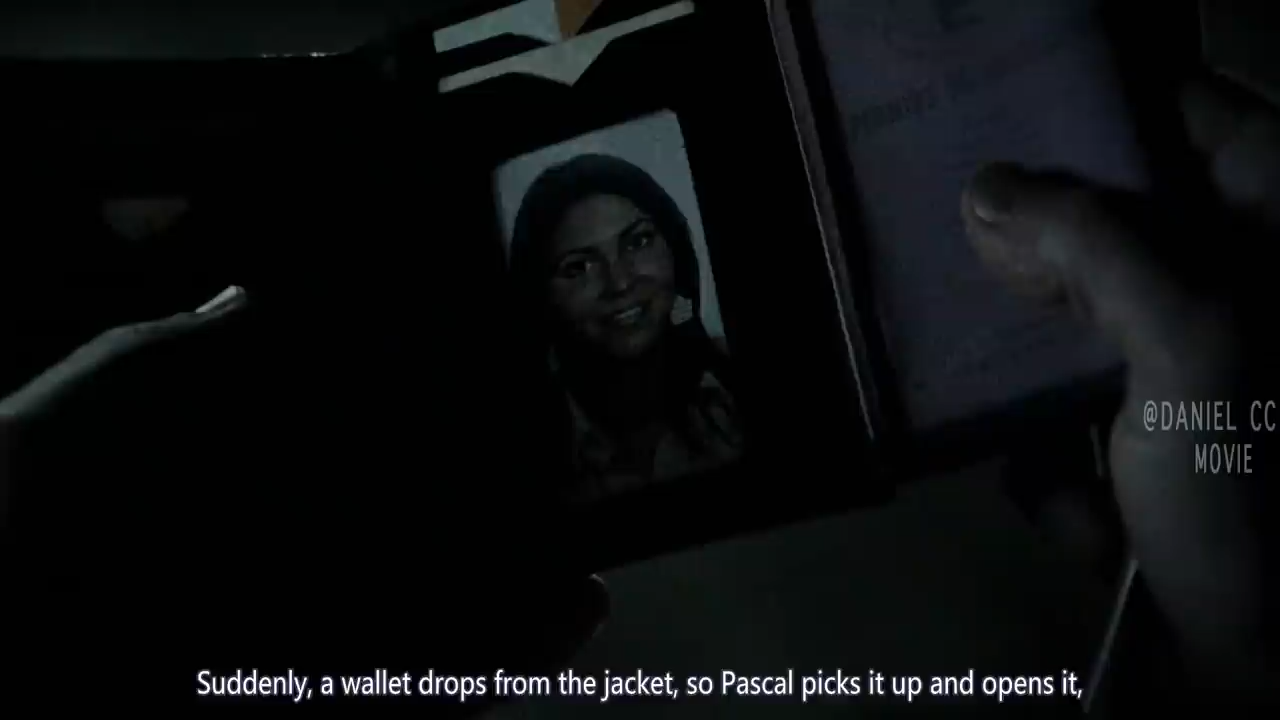 @DANIEL CC
MOVIE
Suddenly, a wallet drops from the jacket, so Pascal picks it up and opens it,